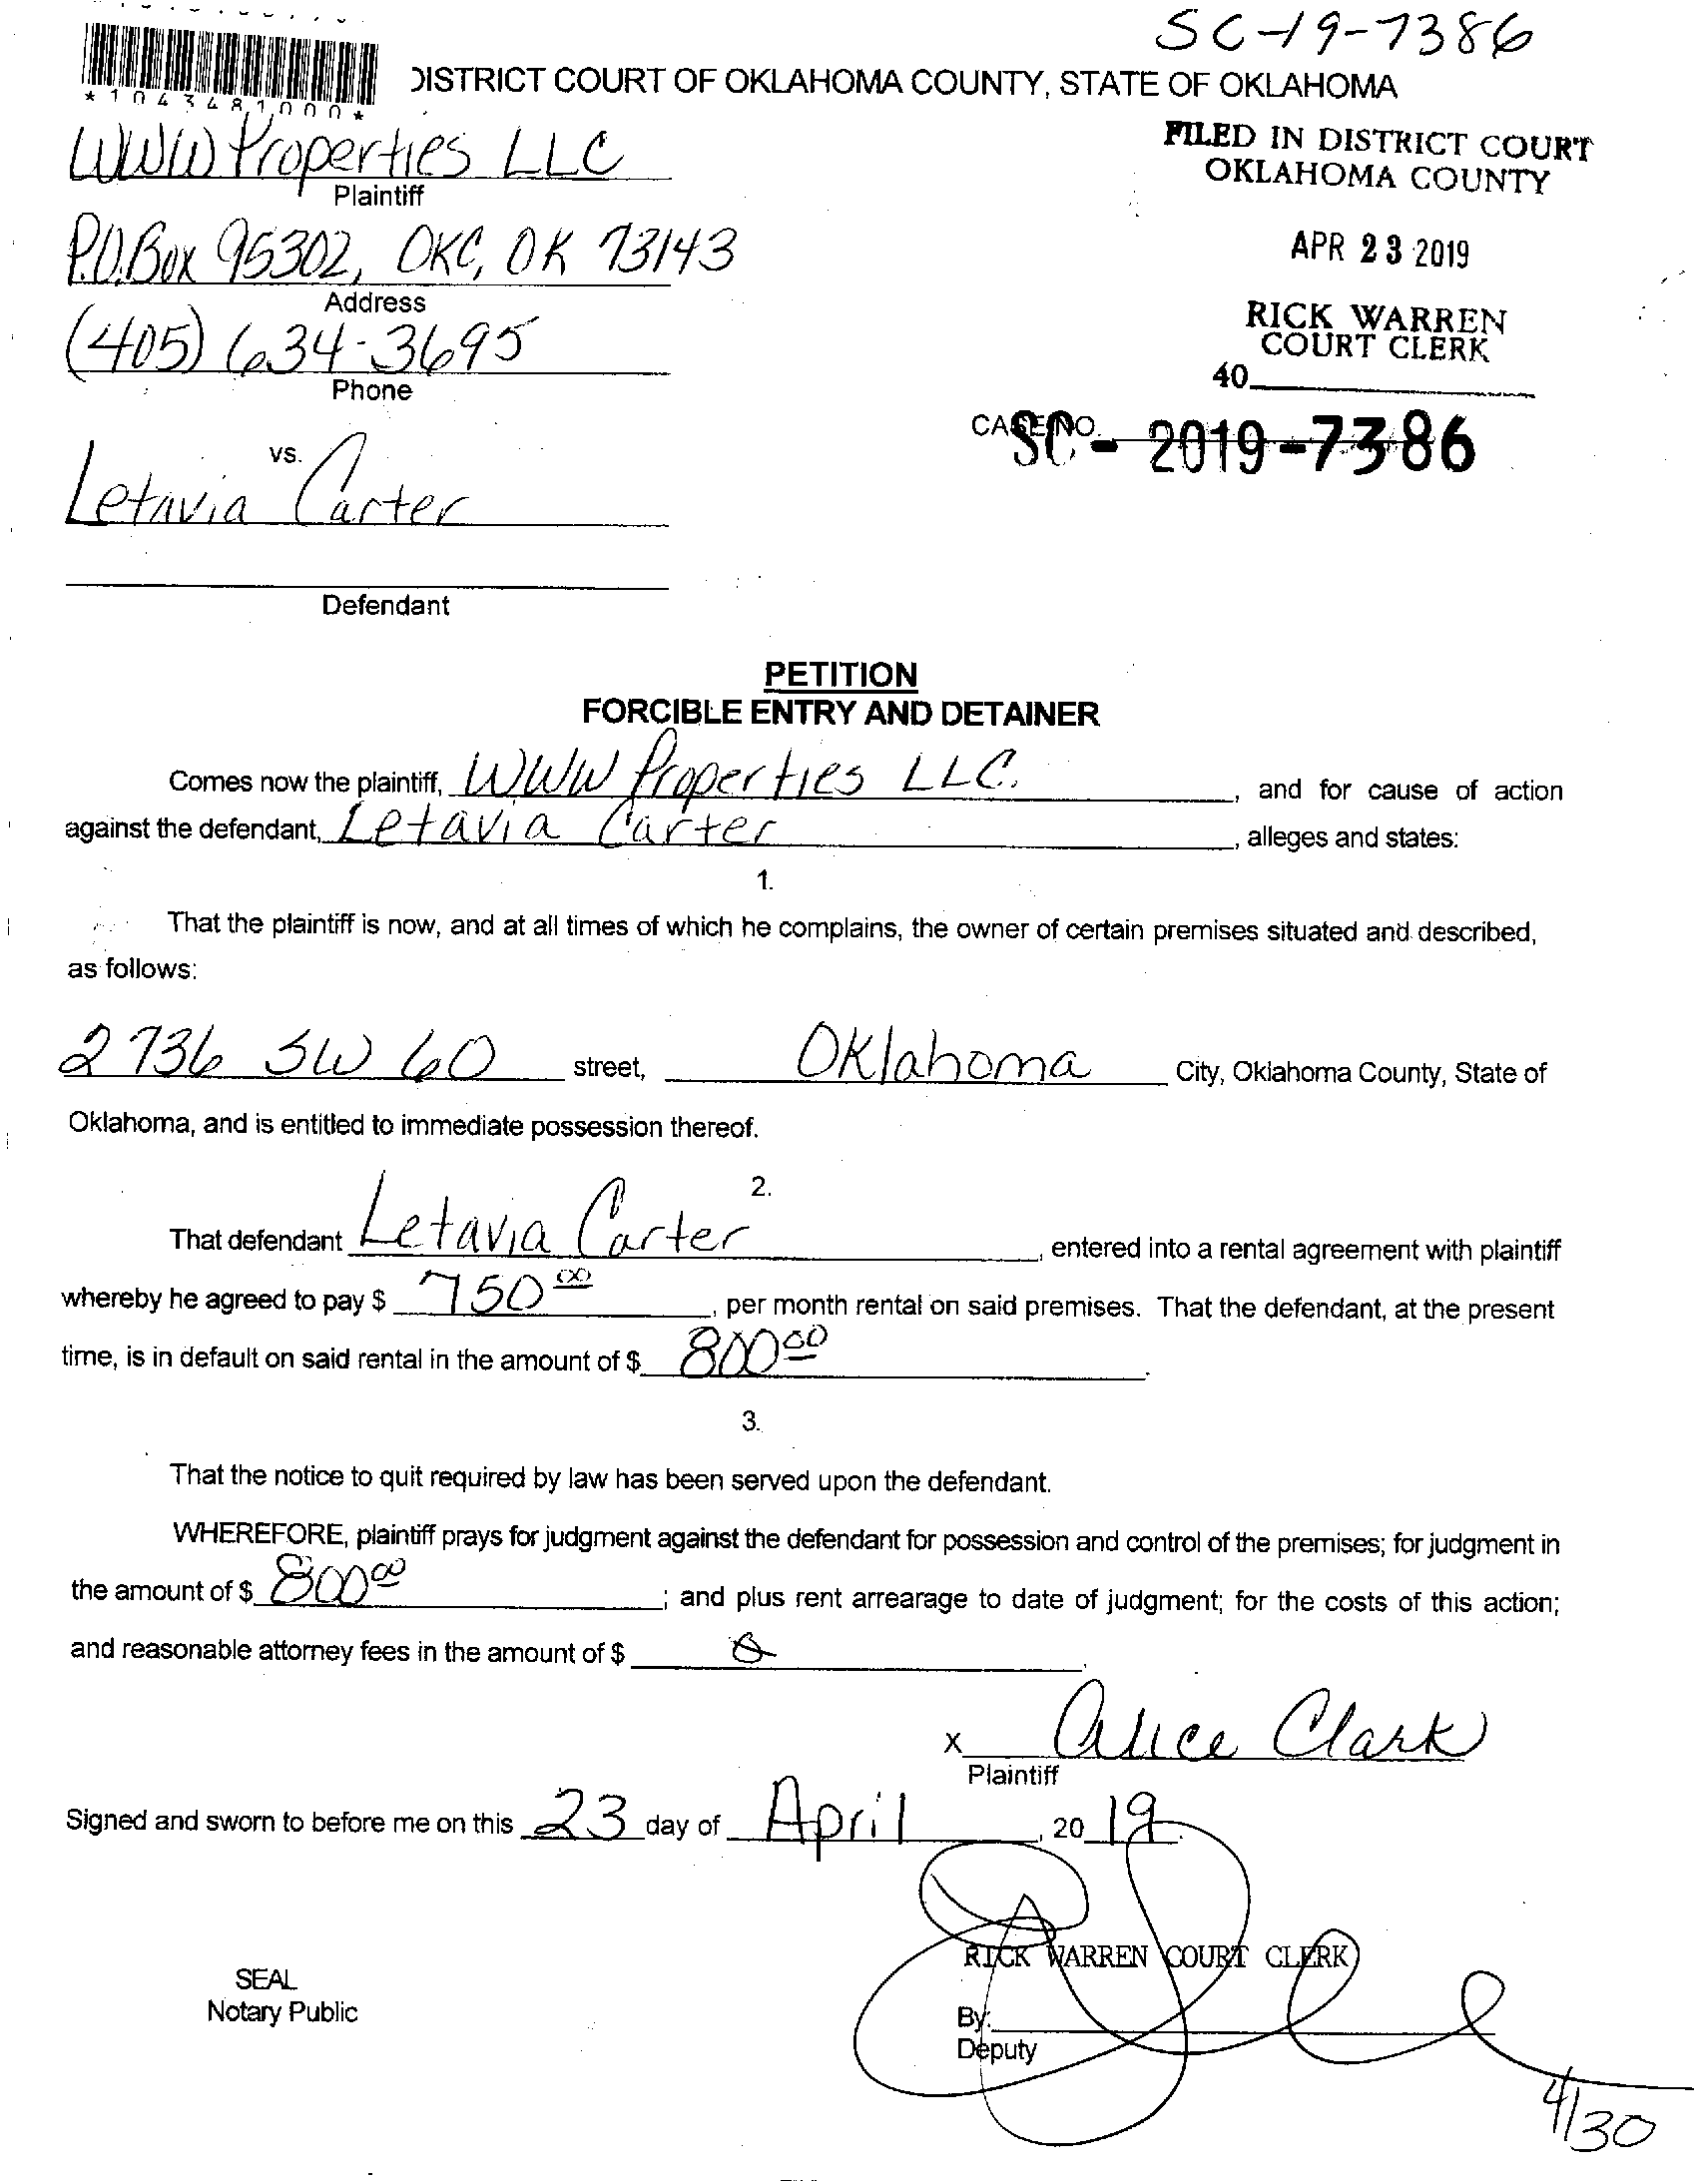 SC-19-7386
*1043481000*
DISTRICT COURT OF OKLAHOMA COUNTY, STATE OF OKLAHOMA
WWW Properties LLC
Plaintiff
FILED IN DISTRICT COURT
OKLAHOMA COUNTY
P.O. Box 95302, OKC, OK 73143
Address
APR 23 2019
(405) 634-3695
Phone
RICK WARREN
COURT CLERK
40
CASE NO. SC - 2019 - 7386
vs.
Letavia Carter
Defendant
PETITION
FORCIBLE ENTRY AND DETAINER
Comes now the plaintiff, WWW Properties LLC. , and for cause of action
against the defendant, Letavia Carter , alleges and states:
1.
That the plaintiff is now, and at all times of which he complains, the owner of certain premises situated and described,
as follows:
2736 SW 60 street, Oklahoma City, Oklahoma County, State of
Oklahoma, and is entitled to immediate possession thereof.
2.
That defendant Letavia Carter , entered into a rental agreement with plaintiff
whereby he agreed to pay $ 750 00 , per month rental on said premises. That the defendant, at the present
time, is in default on said rental in the amount of $ 800 00 .
3.
That the notice to quit required by law has been served upon the defendant.
WHEREFORE, plaintiff prays for judgment against the defendant for possession and control of the premises; for judgment in
the amount of $ 800 00 ; and plus rent arrearage to date of judgment; for the costs of this action;
and reasonable attorney fees in the amount of $ 0 .
X Alice Clark
Plaintiff
Signed and sworn to before me on this 23 day of April , 20 19 .
RICK WARREN COURT CLERK
SEAL
Notary Public
By:
Deputy
4/30